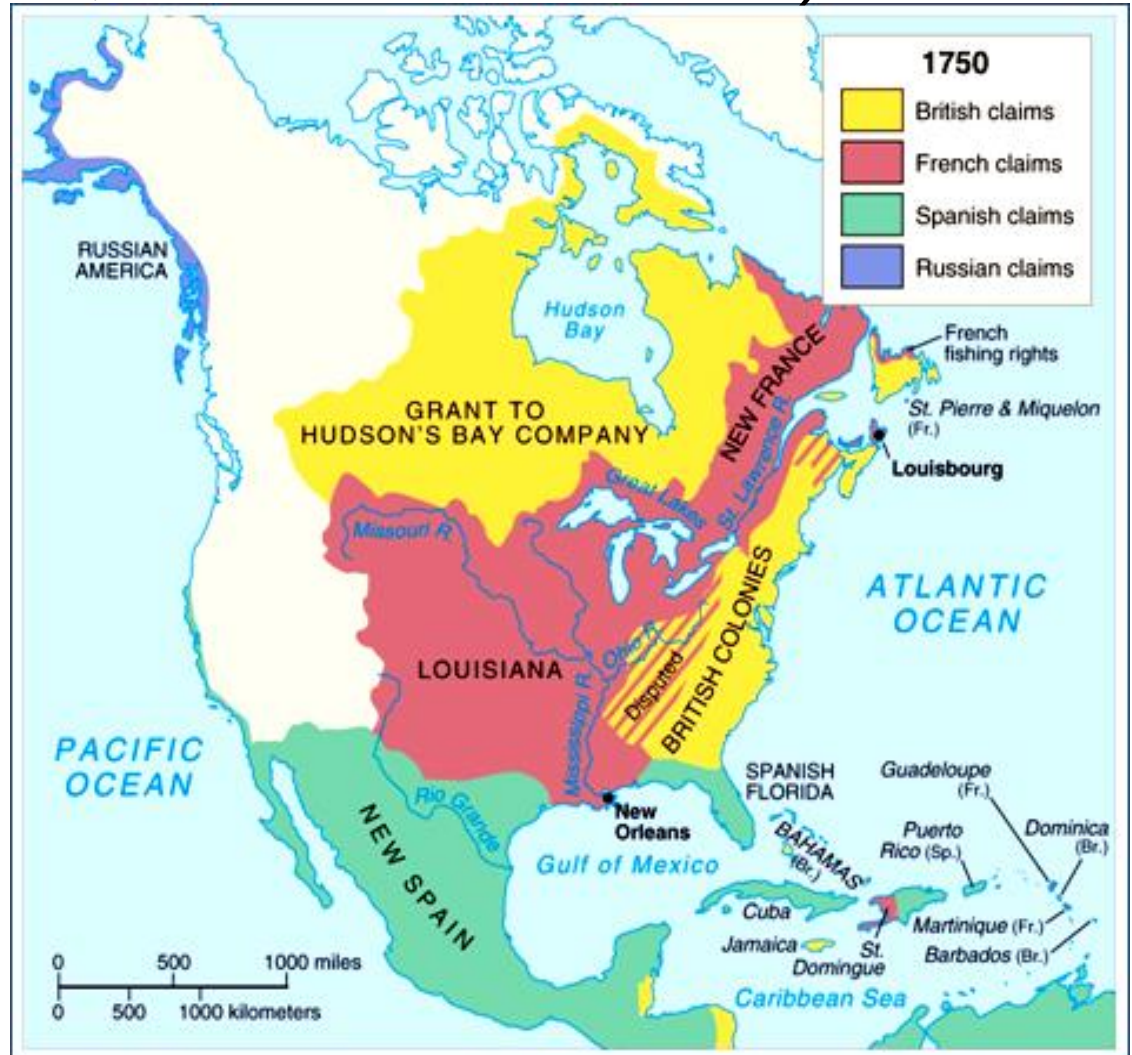 1750
British claims
French claims
Spanish claims
Russian claims
RUSSIAN
AMERICA
Hudson
Bay
French
fishing rights
GRANT TO
HUDSON'S BAY COMPANY
NEW FRANCE
St. Lawrence R.
St. Pierre & Miquelon
(Fr.)
Louisbourg
Great Lakes
Missouri R.
ATLANTIC
OCEAN
LOUISIANA
Ohio R.
Disputed
BRITISH COLONIES
Mississippi R.
PACIFIC
OCEAN
SPANISH
FLORIDA
Guadeloupe
(Fr.)
NEW SPAIN
Rio Grande
New
Orleans
Gulf of Mexico
BAHAMAS
(Br.)
Puerto
Rico (Sp.)
Dominica
(Br.)
Cuba
Jamaica
St.
Domingue
Martinique (Fr.)
Barbados (Br.)
Caribbean Sea
0 500 1000 miles
0 500 1000 kilometers